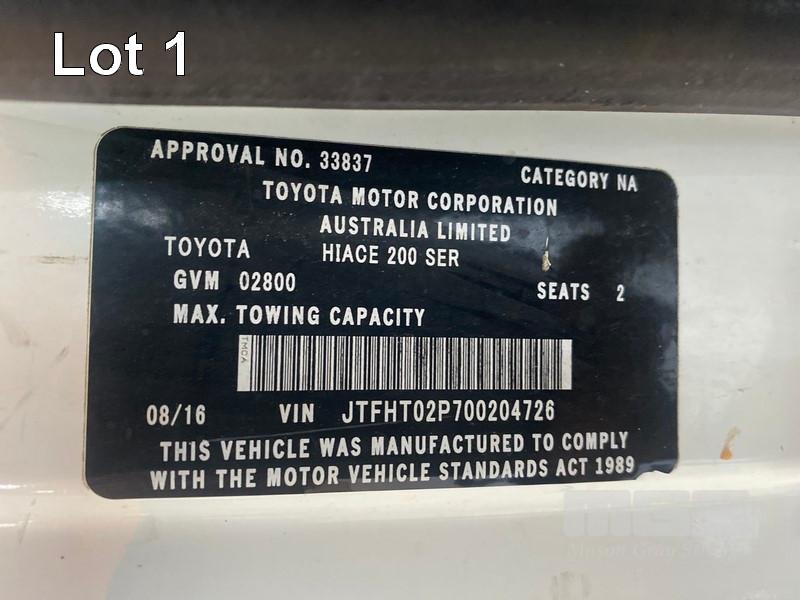 Lot 1
APPROVAL NO. 33837 CATEGORY NA
TOYOTA MOTOR CORPORATION
AUSTRALIA LIMITED
TOYOTA HIACE 200 SER
GVM 02800 SEATS 2
MAX. TOWING CAPACITY
TMCA
08/16 VIN JTFHT02P700204726
THIS VEHICLE WAS MANUFACTURED TO COMPLY
WITH THE MOTOR VEHICLE STANDARDS ACT 1989
Mason Gray